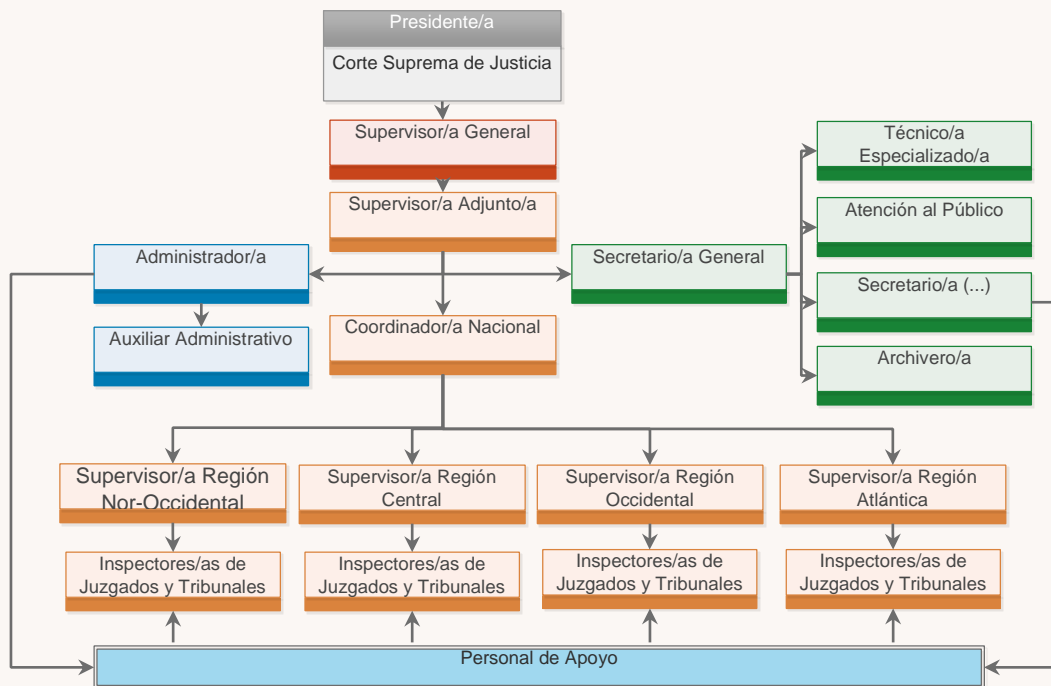 Presidente/a
Corte Suprema de Justicia
Supervisor/a General
Supervisor/a Adjunto/a
Administrador/a
Auxiliar Administrativo
Coordinador/a Nacional
Secretario/a General
Técnico/a
Especializado/a
Atención al Público
Secretario/a (...)
Archivero/a
Supervisor/a Región
Nor-Occidental
Supervisor/a Región
Central
Supervisor/a Región
Occidental
Supervisor/a Región
Atlántica
Inspectores/as de
Juzgados y Tribunales
Inspectores/as de
Juzgados y Tribunales
Inspectores/as de
Juzgados y Tribunales
Inspectores/as de
Juzgados y Tribunales
Personal de Apoyo